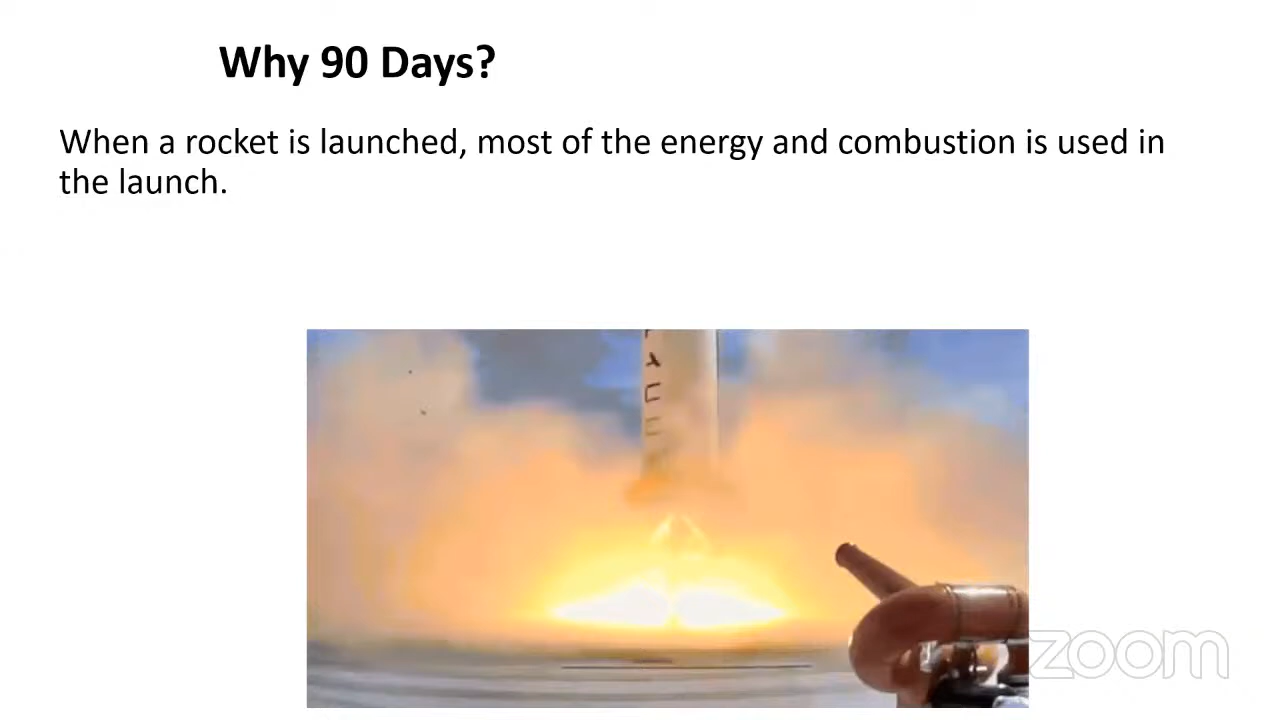 Why 90 Days?
When a rocket is launched, most of the energy and combustion is used in
the launch.
zoom